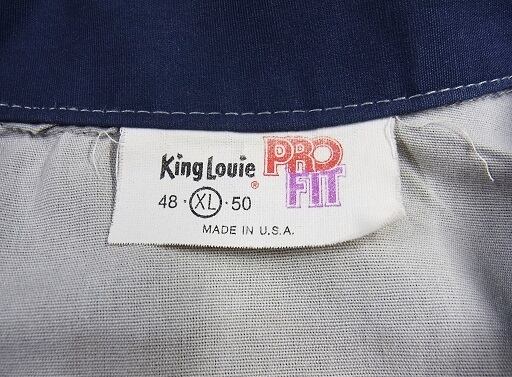 King Louie ® PRO
FIT
48 · XL · 50
MADE IN U.S.A.